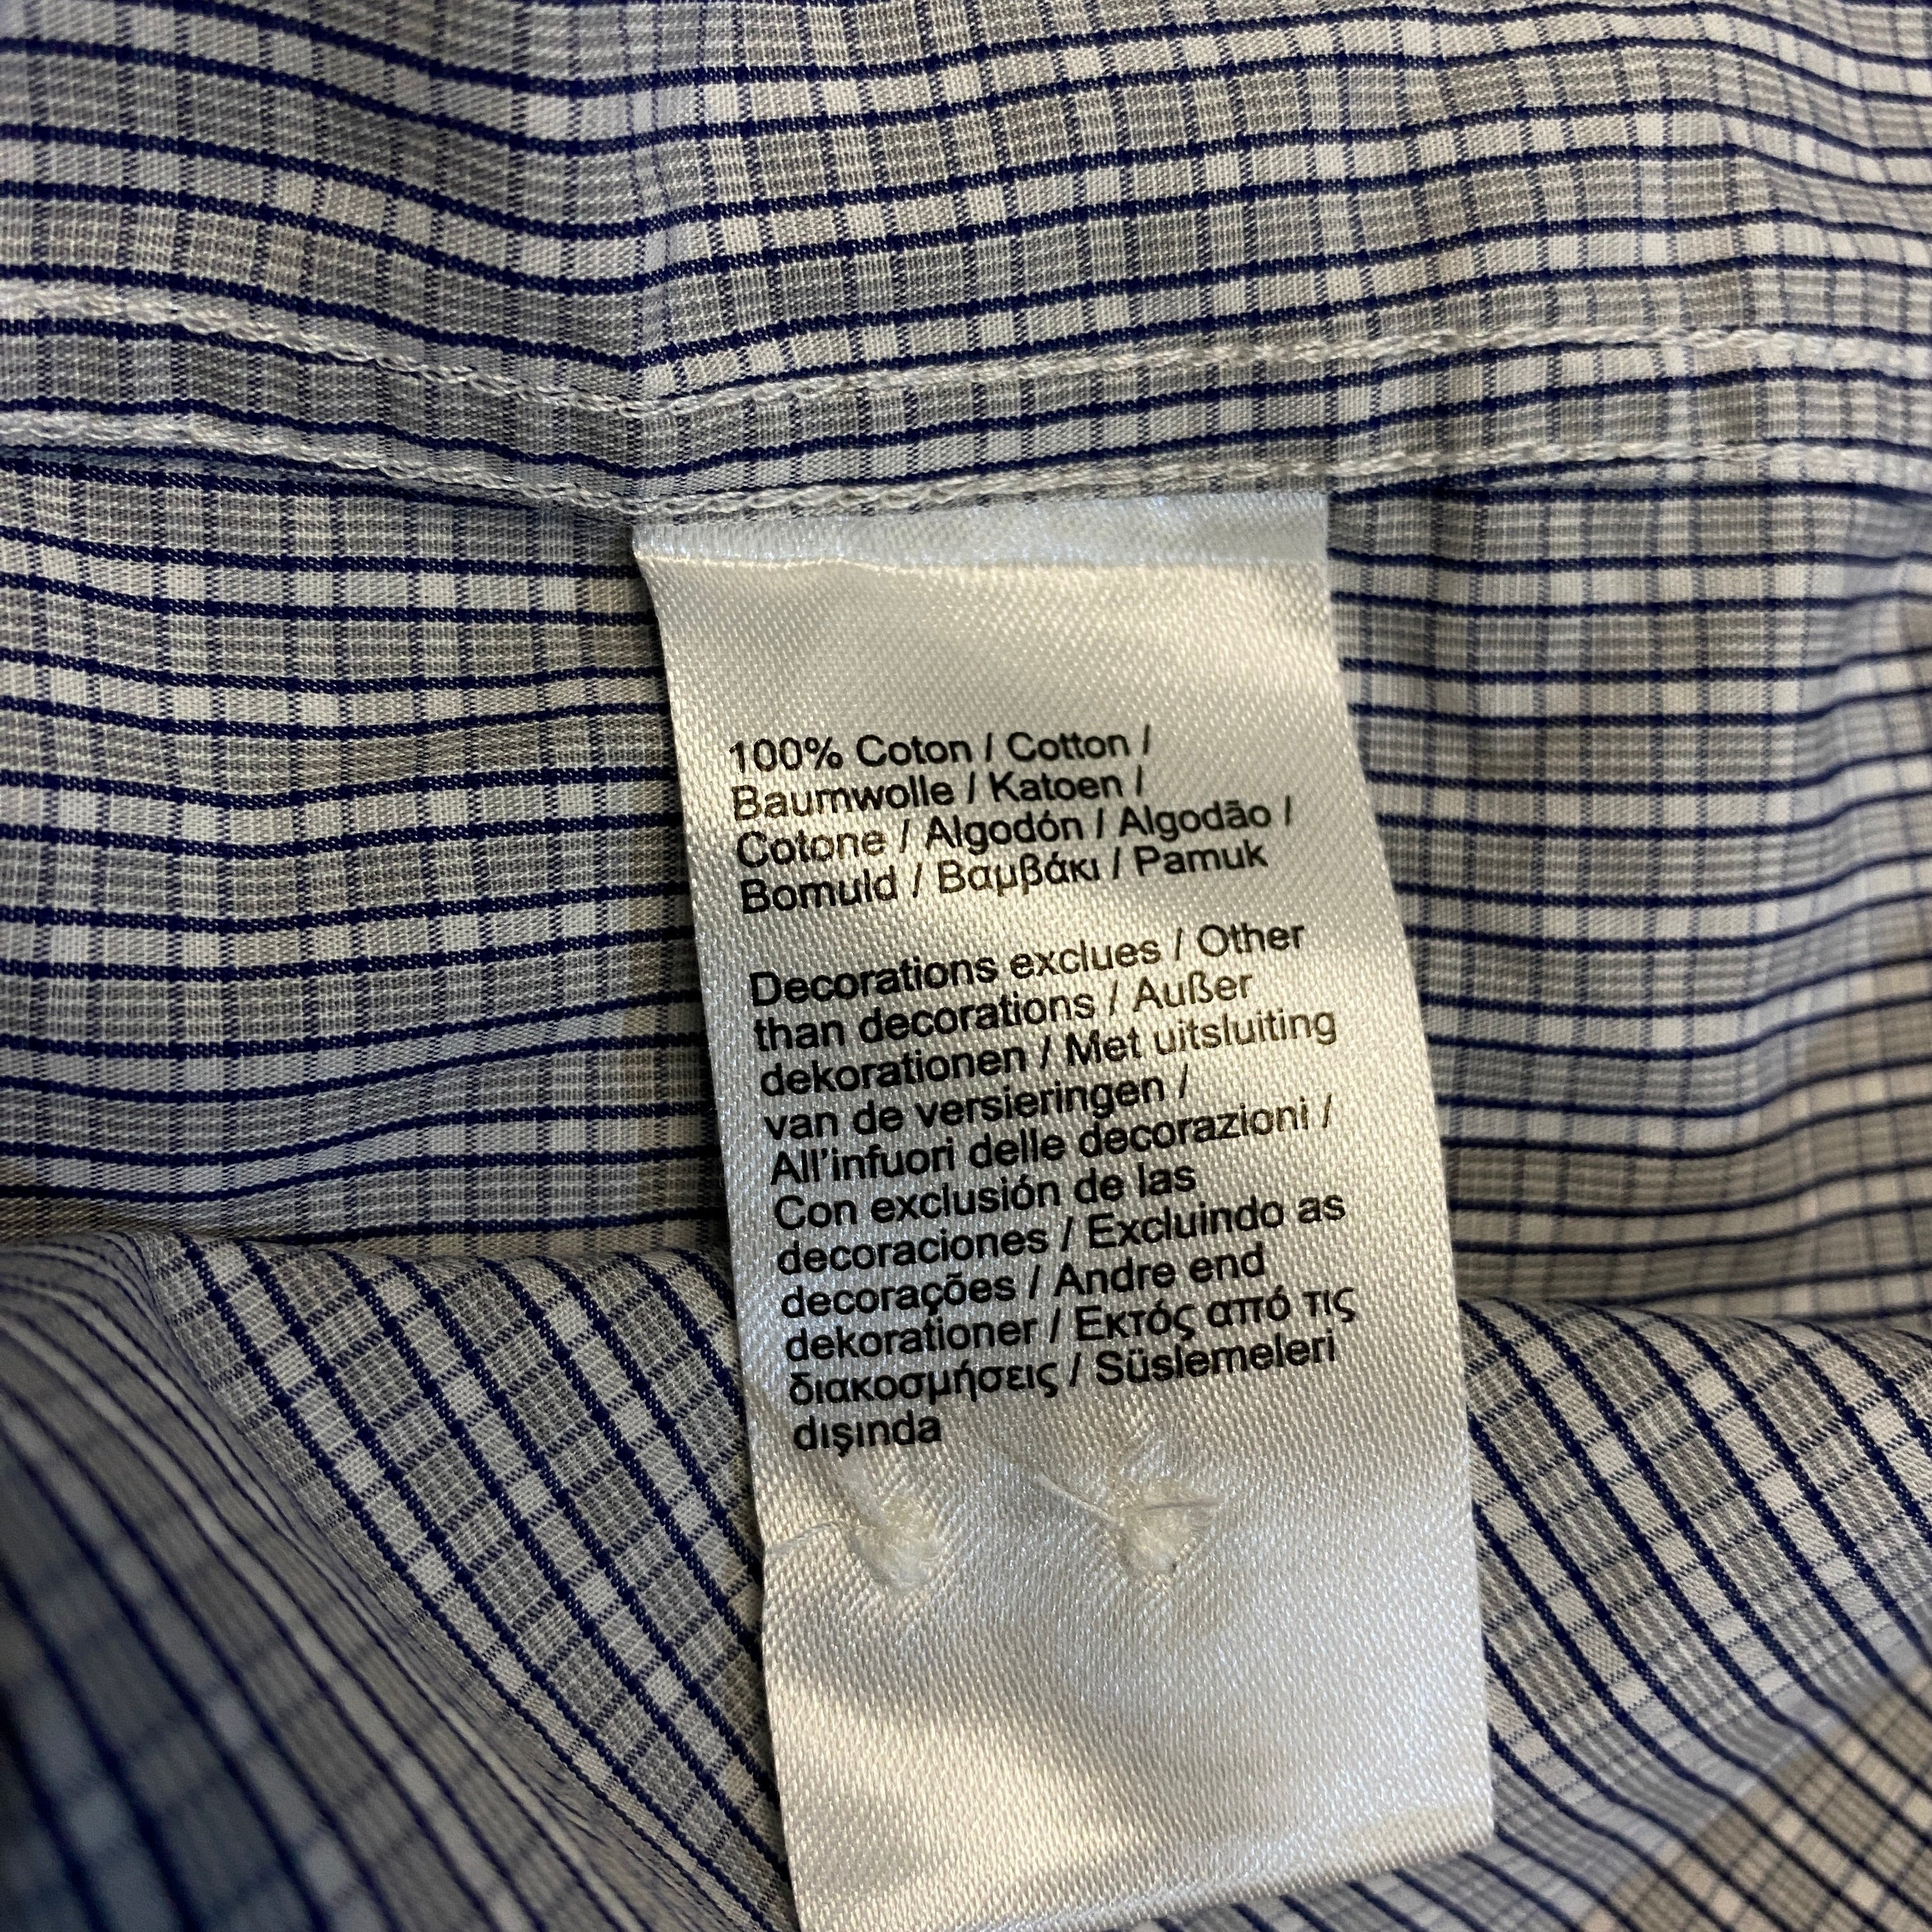 100% Coton / Cotton /
Baumwolle / Katoen /
Cotone / Algodón / Algodão /
Bomuld / Βαμβάκι / Pamuk
Decorations exclues / Other
than decorations / Außer
dekorationen / Met uitsluiting
van de versieringen /
All'infuori delle decorazioni /
Con exclusión de las
decoraciones / Excluindo as
decorações / Andre end
dekorationer / Εκτός από τις
διακοσμήσεις / Süslemeleri
dışında